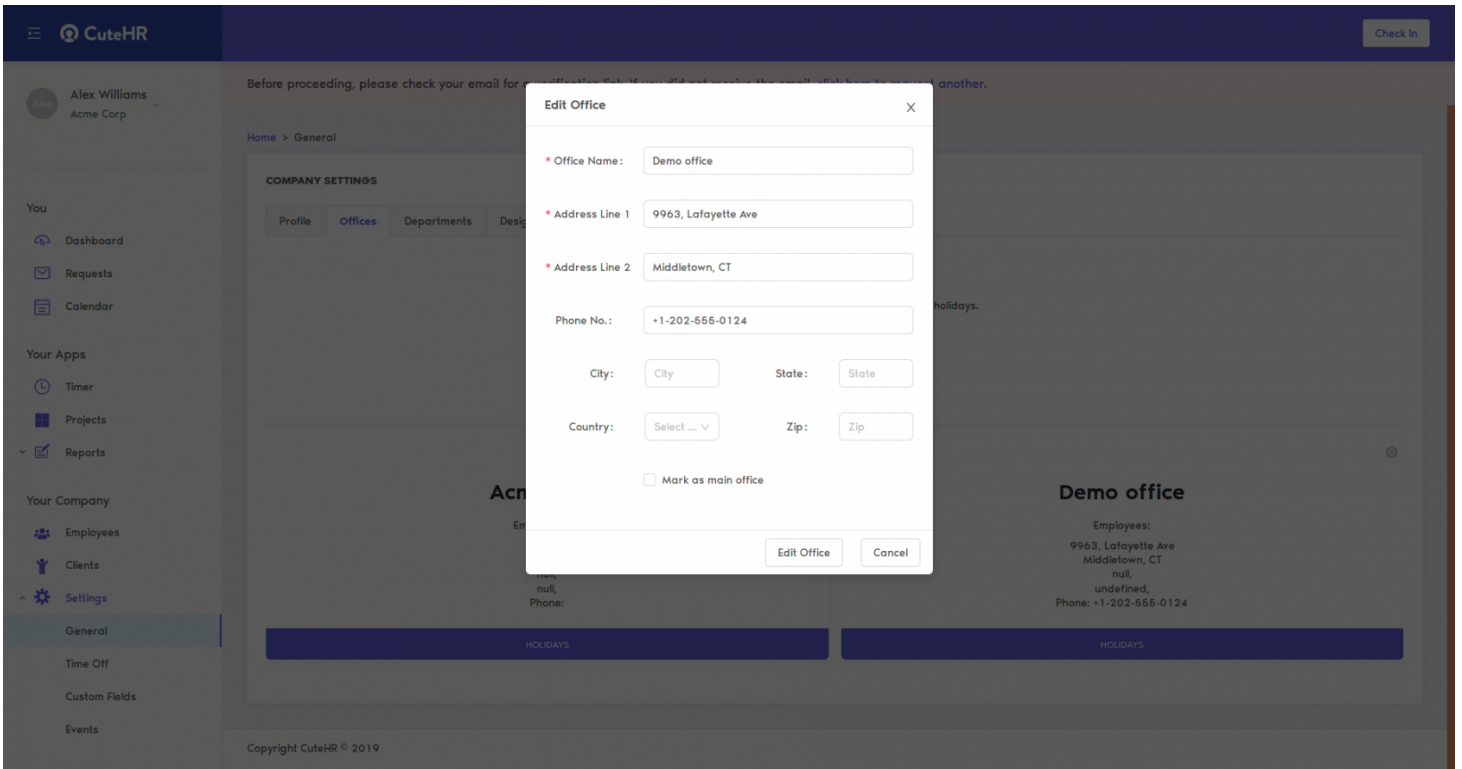 CuteHR
Check In
Alex
Alex Williams
Acme Corp
Before proceeding, please check your email for
another.
Home > General
COMPANY SETTINGS
Profile
Offices
Departments
Desig
holidays.
You
Dashboard
Requests
Calendar
Your Apps
Timer
Projects
Reports
Your Company
Employees
Clients
Settings
General
Time Off
Custom Fields
Events
Edit Office
X
* Office Name: Demo office
* Address Line 1 9963, Lafayette Ave
* Address Line 2 Middletown, CT
Phone No.: +1-202-555-0124
City: City State: State
Country: Select ... Zip: Zip
Mark as main office
Edit Office Cancel
Acm
Em
null,
null,
Phone:
HOLIDAYS
Demo office
Employees:
9963, Lafayette Ave
Middletown, CT
null,
undefined,
Phone: +1-202-555-0124
HOLIDAYS
Copyright CuteHR © 2019